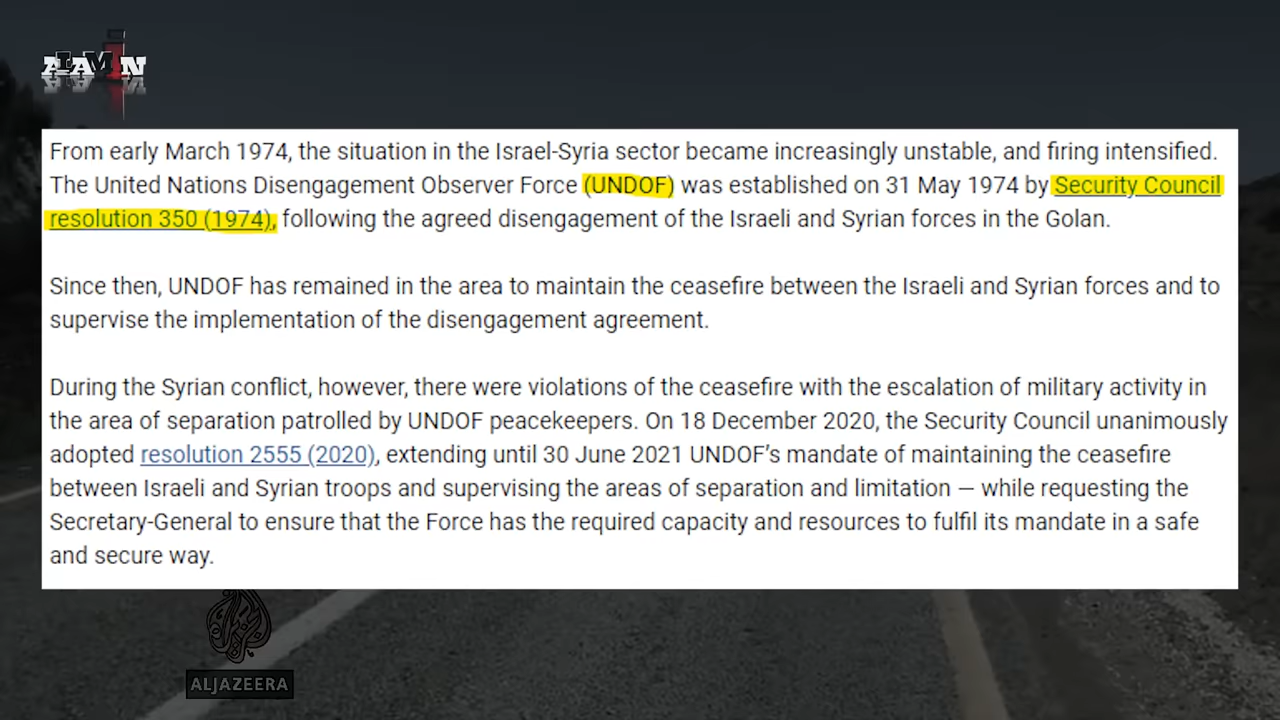 ALAMIN
From early March 1974, the situation in the Israel-Syria sector became increasingly unstable, and firing intensified.
The United Nations Disengagement Observer Force (UNDOF) was established on 31 May 1974 by Security Council
resolution 350 (1974), following the agreed disengagement of the Israeli and Syrian forces in the Golan.
Since then, UNDOF has remained in the area to maintain the ceasefire between the Israeli and Syrian forces and to
supervise the implementation of the disengagement agreement.
During the Syrian conflict, however, there were violations of the ceasefire with the escalation of military activity in
the area of separation patrolled by UNDOF peacekeepers. On 18 December 2020, the Security Council unanimously
adopted resolution 2555 (2020), extending until 30 June 2021 UNDOF’s mandate of maintaining the ceasefire
between Israeli and Syrian troops and supervising the areas of separation and limitation — while requesting the
Secretary-General to ensure that the Force has the required capacity and resources to fulfil its mandate in a safe
and secure way.
ALJAZEERA